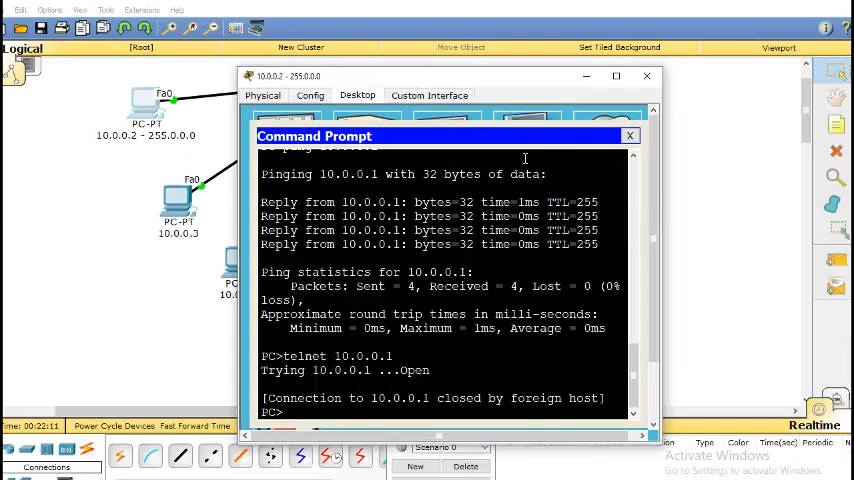 Edit Options View Tools Extensions Help
Logical
[Root]
New Cluster
Move Object
Set Tiled Background
Viewport
Fa0
PC-PT
10.0.0.2 - 255.0.0.0
Fa0
PC-PT
10.0.0.3
10.0.0.2 - 255.0.0.0
Physical Config Desktop Custom Interface
Command Prompt
X
Pinging 10.0.0.1 with 32 bytes of data:
Reply from 10.0.0.1: bytes=32 time=1ms TTL=255
Reply from 10.0.0.1: bytes=32 time=0ms TTL=255
Reply from 10.0.0.1: bytes=32 time=0ms TTL=255
Reply from 10.0.0.1: bytes=32 time=0ms TTL=255
Ping statistics for 10.0.0.1:
Packets: Sent = 4, Received = 4, Lost = 0 (0%
loss),
Approximate round trip times in milli-seconds:
Minimum = 0ms, Maximum = 1ms, Average = 0ms
PC>telnet 10.0.0.1
Trying 10.0.0.1 ...Open
[Connection to 10.0.0.1 closed by foreign host]
PC>
Time: 00:22:11 Power Cycle Devices Fast Forward Time
Realtime
Connections
Scenario 0
New Delete
Type Color Time(sec) Periodic
Activate Windows
Go to Settings to activate Windows.